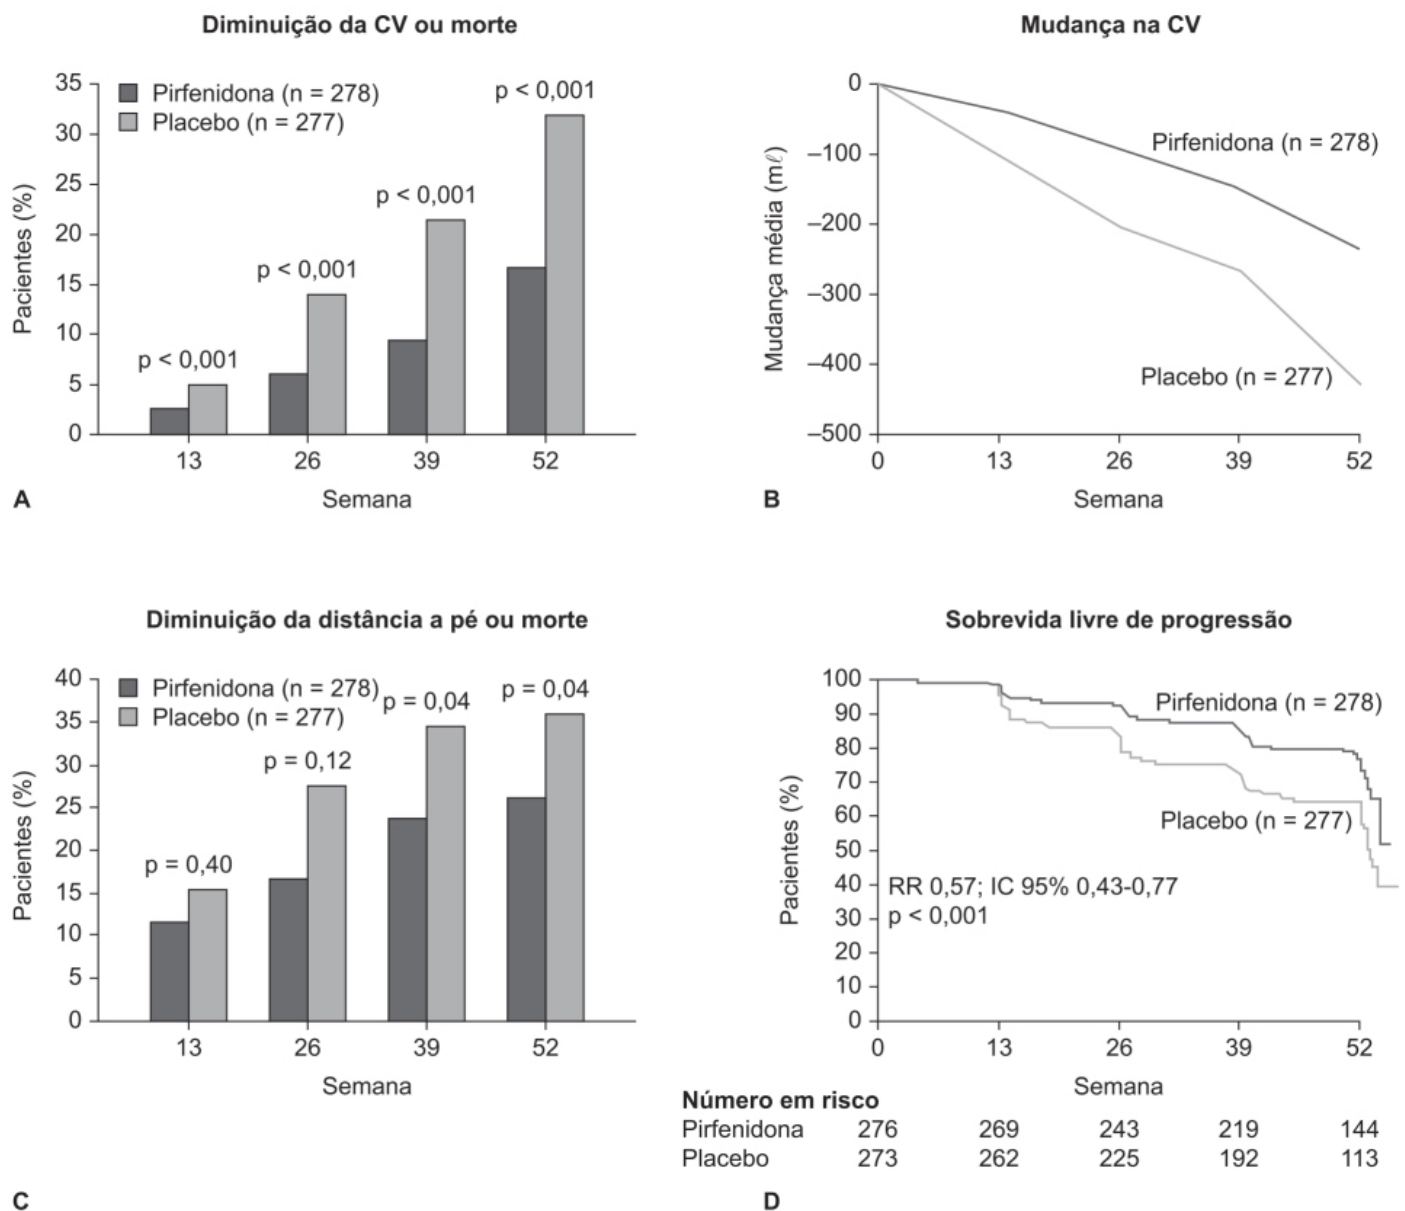 Diminuição da CV ou morte
35
30
25
20
15
10
5
0
Pacientes (%)
Pirfenidona (n = 278)
Placebo (n = 277)
p < 0,001
p < 0,001
p < 0,001
p < 0,001
13 26 39 52
Semana
A
Mudança na CV
0
–100
–200
–300
–400
–500
Mudança média (mℓ)
Pirfenidona (n = 278)
Placebo (n = 277)
0 13 26 39 52
Semana
B
Diminuição da distância a pé ou morte
40
35
30
25
20
15
10
5
0
Pacientes (%)
Pirfenidona (n = 278)
Placebo (n = 277)
p = 0,40
p = 0,12
p = 0,04
p = 0,04
13 26 39 52
Semana
C
Sobrevida livre de progressão
100
90
80
70
60
50
40
30
20
10
0
Pacientes (%)
Pirfenidona (n = 278)
Placebo (n = 277)
RR 0,57; IC 95% 0,43-0,77
p < 0,001
0 13 26 39 52
Semana
Número em risco
Pirfenidona 276 269 243 219 144
Placebo 273 262 225 192 113
D